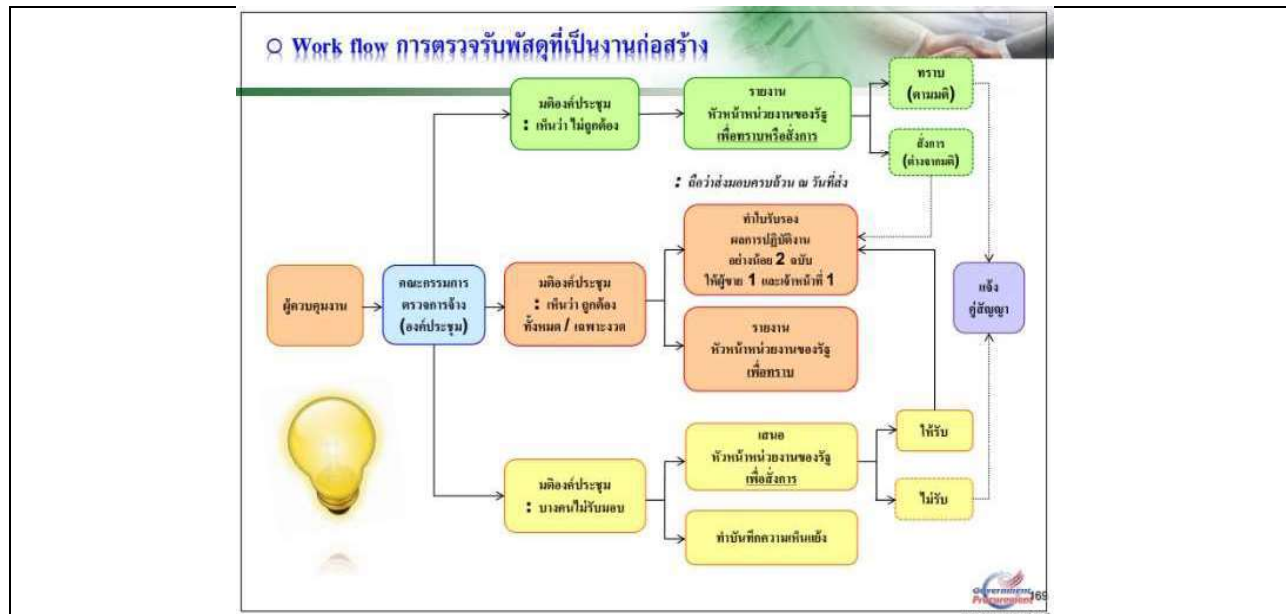 Work flow การตรวจรับพัสดุที่เป็นงานก่อสร้าง
มติองค์ประชุม
: เห็นว่า ไม่ถูกต้อง
รายงาน
หัวหน้าหน่วยงานของรัฐ
เพื่อทราบหรือสั่งการ
ทราบ
(ตามมติ)
สั่งการ
(ต่างจากมติ)
: ถือว่าส่งมอบครบถ้วน ณ วันที่ส่ง
ทำใบรับรอง
ผลการปฏิบัติงาน
อย่างน้อย 2 ฉบับ
ให้ผู้ขาย 1 และเจ้าหน้าที่ 1
ผู้ควบคุมงาน
คณะกรรมการ
ตรวจการจ้าง
(องค์ประชุม)
มติองค์ประชุม
: เห็นว่า ถูกต้อง
ทั้งหมด / เฉพาะงวด
แจ้ง
คู่สัญญา
รายงาน
หัวหน้าหน่วยงานของรัฐ
เพื่อทราบ
มติองค์ประชุม
: บางคนไม่รับมอบ
เสนอ
หัวหน้าหน่วยงานของรัฐ
เพื่อสั่งการ
ให้รับ
ไม่รับ
ทำบันทึกความเห็นแย้ง
Government
Procurement
169